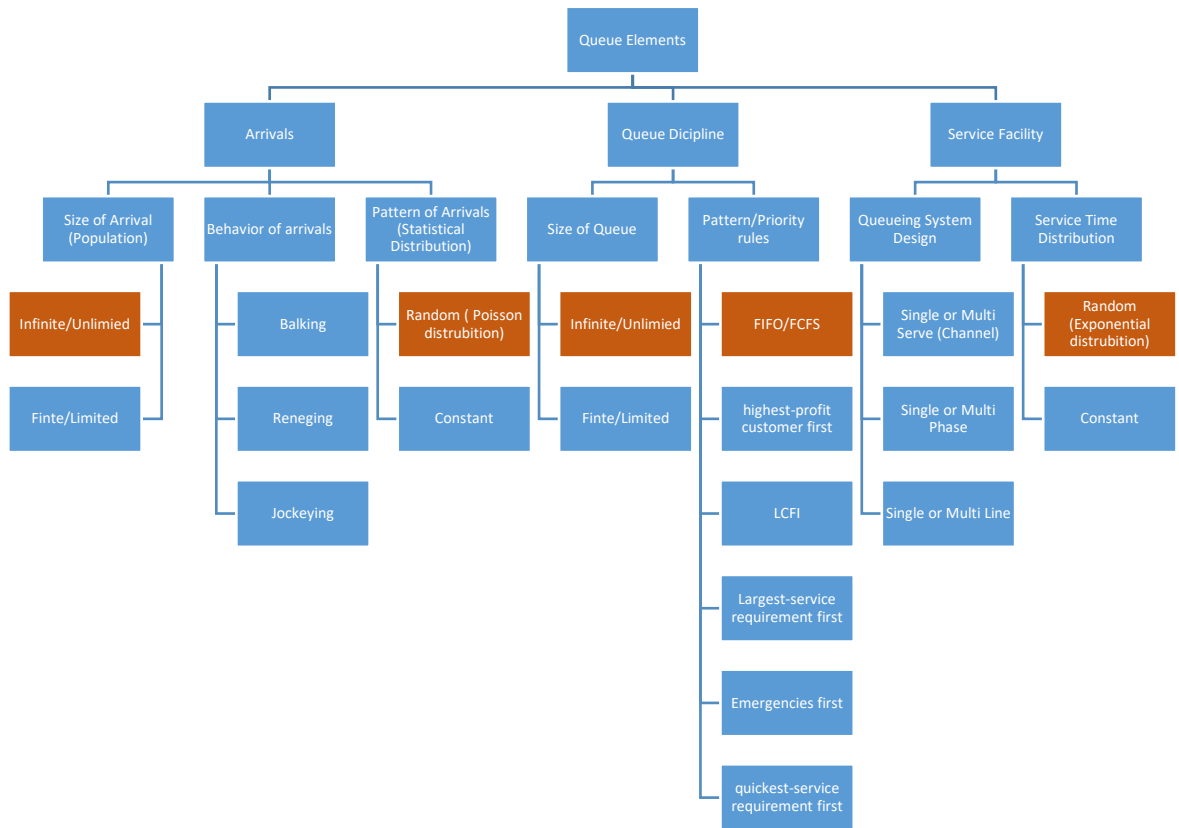 Queue Elements
Arrivals
Queue Dicipline
Service Facility
Size of Arrival
(Population)
Behavior of arrivals
Pattern of Arrivals
(Statistical
Distribution)
Size of Queue
Pattern/Priority
rules
Queueing System
Design
Service Time
Distribution
Infinite/Unlimied
Balking
Random ( Poisson
distrubition)
Infinite/Unlimied
FIFO/FCFS
Single or Multi
Serve (Channel)
Random
(Exponential
distrubition)
Finte/Limited
Reneging
Constant
Finte/Limited
highest-profit
customer first
Single or Multi
Phase
Constant
Jockeying
LCFI
Single or Multi Line
Largest-service
requirement first
Emergencies first
quickest-service
requirement first